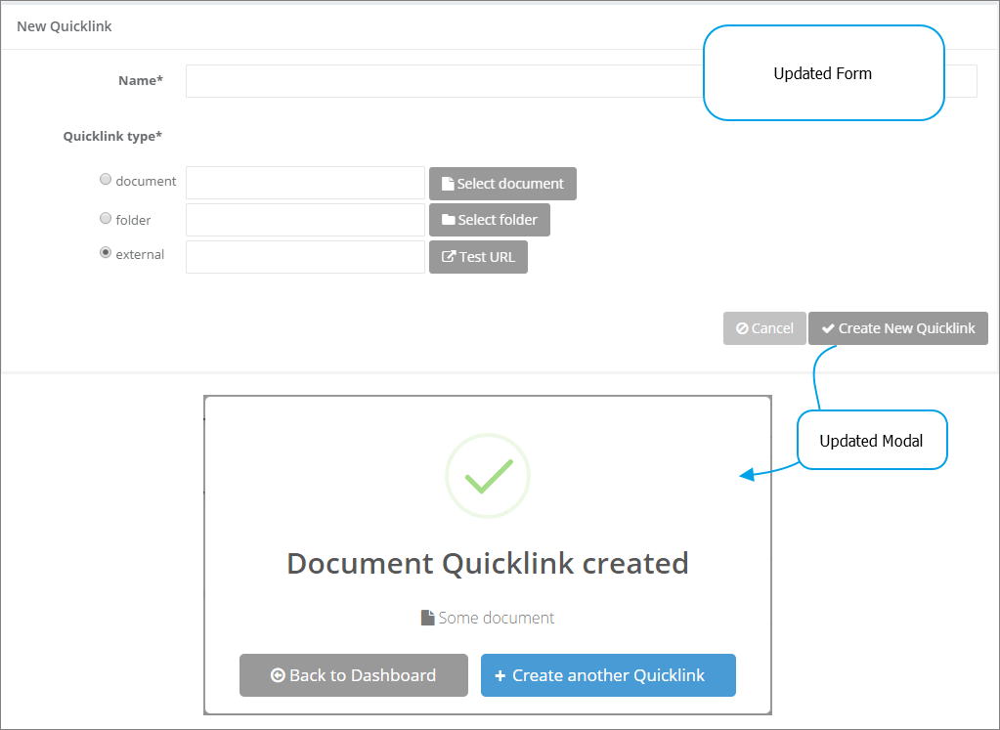 New Quicklink
Updated Form
Name*
Quicklink type*
document
Select document
folder
Select folder
external
Test URL
Cancel
Create New Quicklink
Updated Modal
Document Quicklink created
Some document
Back to Dashboard
Create another Quicklink